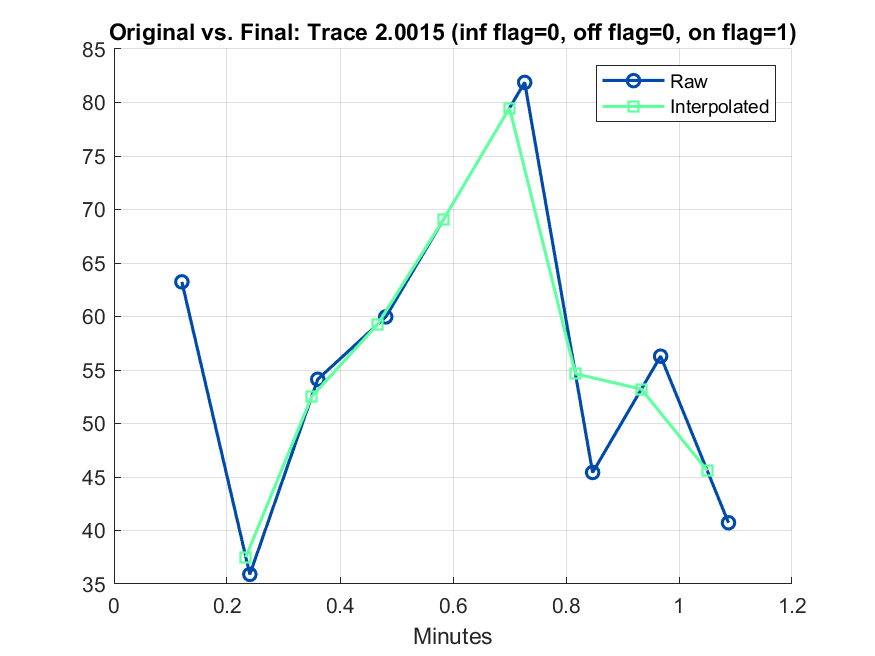 Original vs. Final: Trace 2.0015 (inf flag=0, off flag=0, on flag=1)
85
80
75
70
65
60
55
50
45
40
35
Raw
Interpolated
0 0.2 0.4 0.6 0.8 1 1.2
Minutes